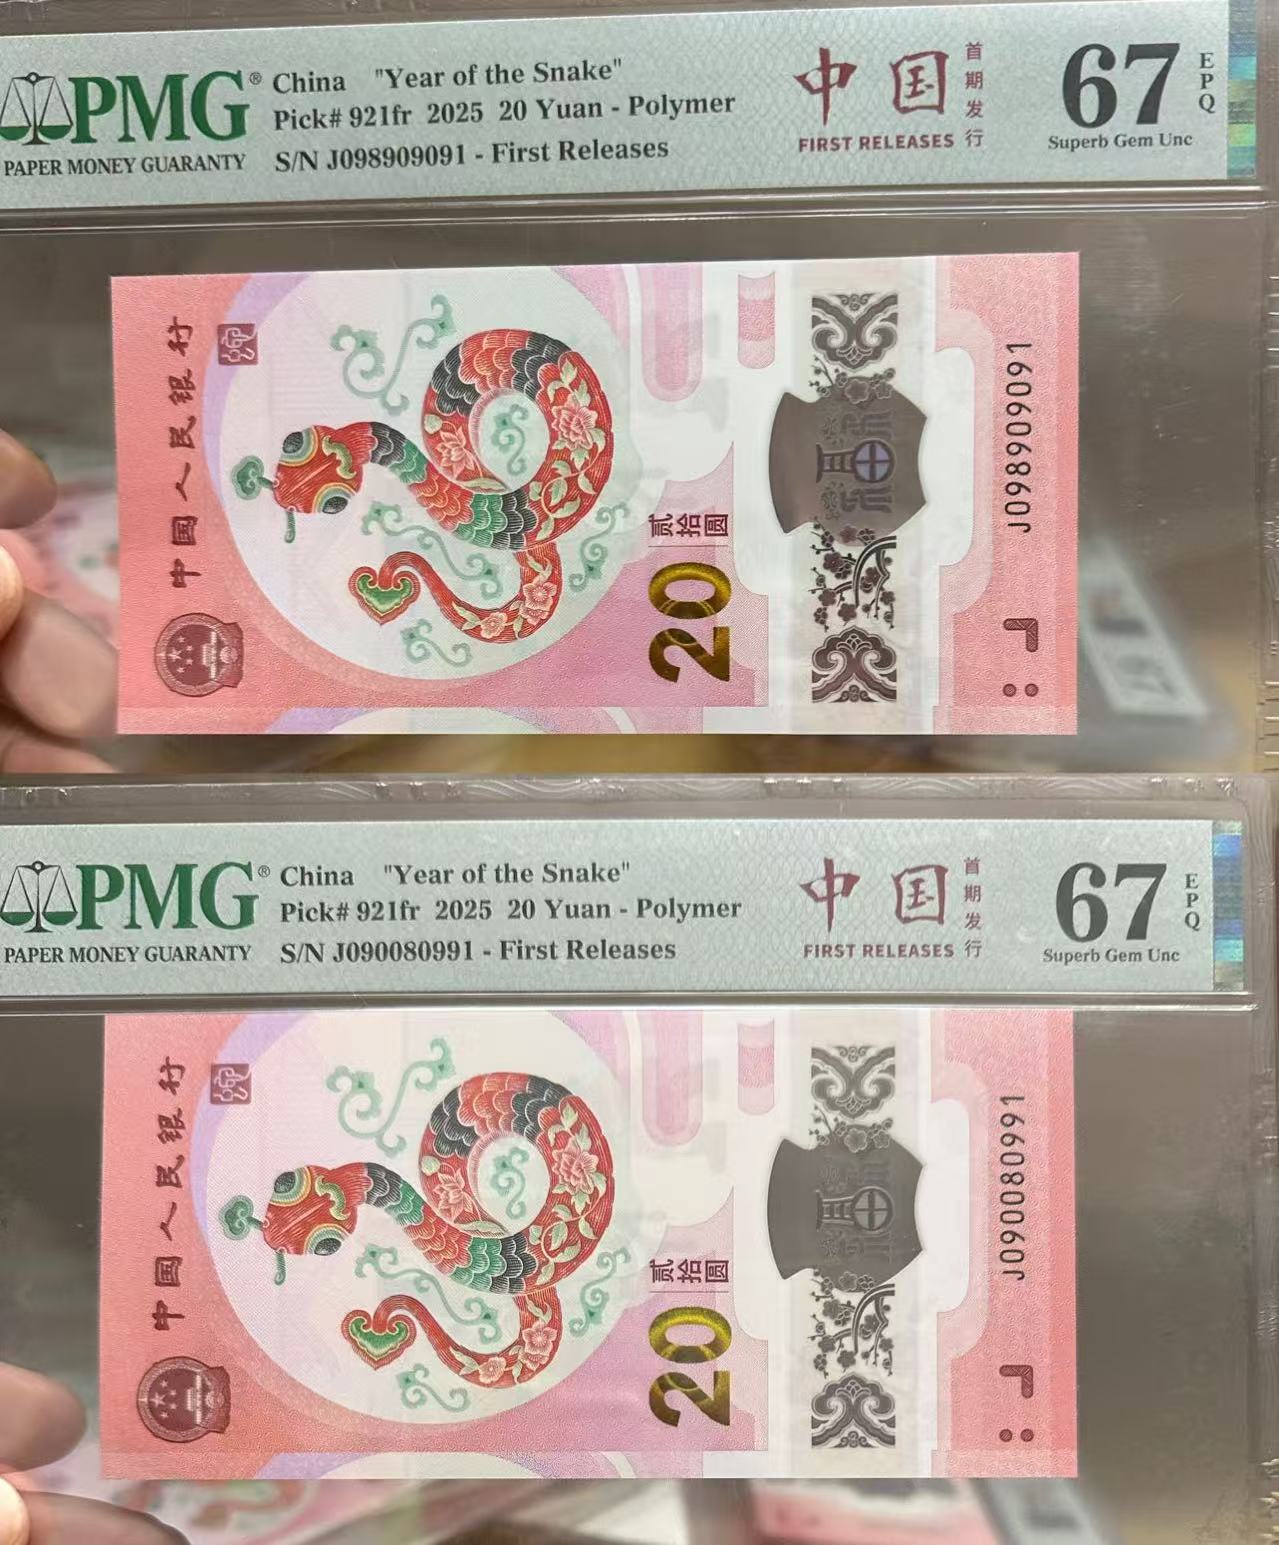 PMG®
PAPER MONEY GUARANTY
China "Year of the Snake"
Pick# 921fr 2025 20 Yuan - Polymer
S/N J098909091 - First Releases
中国
首期发行
FIRST RELEASES
67
EPQ
Superb Gem Unc
中国人民银行
贰拾圆
20
J098909091
PMG®
PAPER MONEY GUARANTY
China "Year of the Snake"
Pick# 921fr 2025 20 Yuan - Polymer
S/N J090080991 - First Releases
中国
首期发行
FIRST RELEASES
67
EPQ
Superb Gem Unc
中国人民银行
贰拾圆
20
J090080991